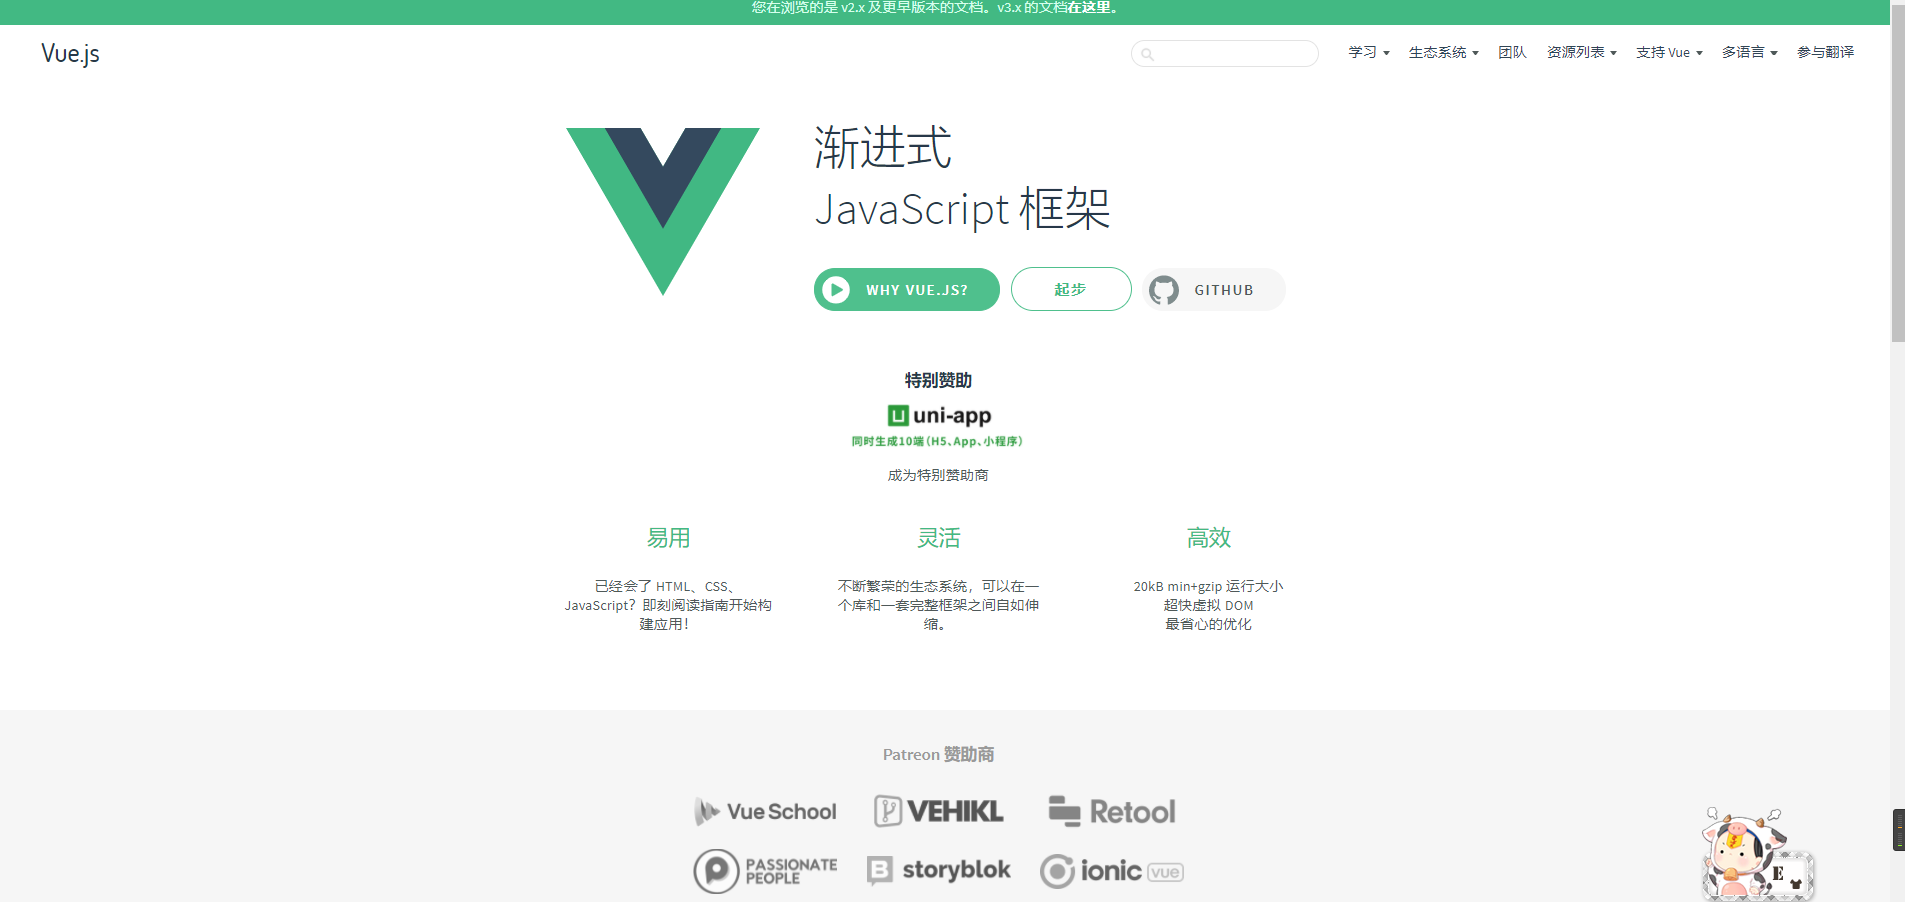 您在浏览的是 v2.x 及更早版本的文档。v3.x 的文档在这里。
Vue.js
学习 生态系统 团队 资源列表 支持 Vue 多语言 参与翻译
渐进式
JavaScript 框架
WHY VUE.JS? 起步 GITHUB
特别赞助
uni-app
同时生成10端(H5、App、小程序)
成为特别赞助商
易用
已经会了 HTML、CSS、
JavaScript？即刻阅读指南开始构
建应用！
灵活
不断繁荣的生态系统，可以在一
个库和一套完整框架之间自如伸
缩。
高效
20kB min+gzip 运行大小
超快虚拟 DOM
最省心的优化
Patreon 赞助商
Vue School VEHIKL Retool
PASSIONATE
PEOPLE
storyblok ionic vue
E